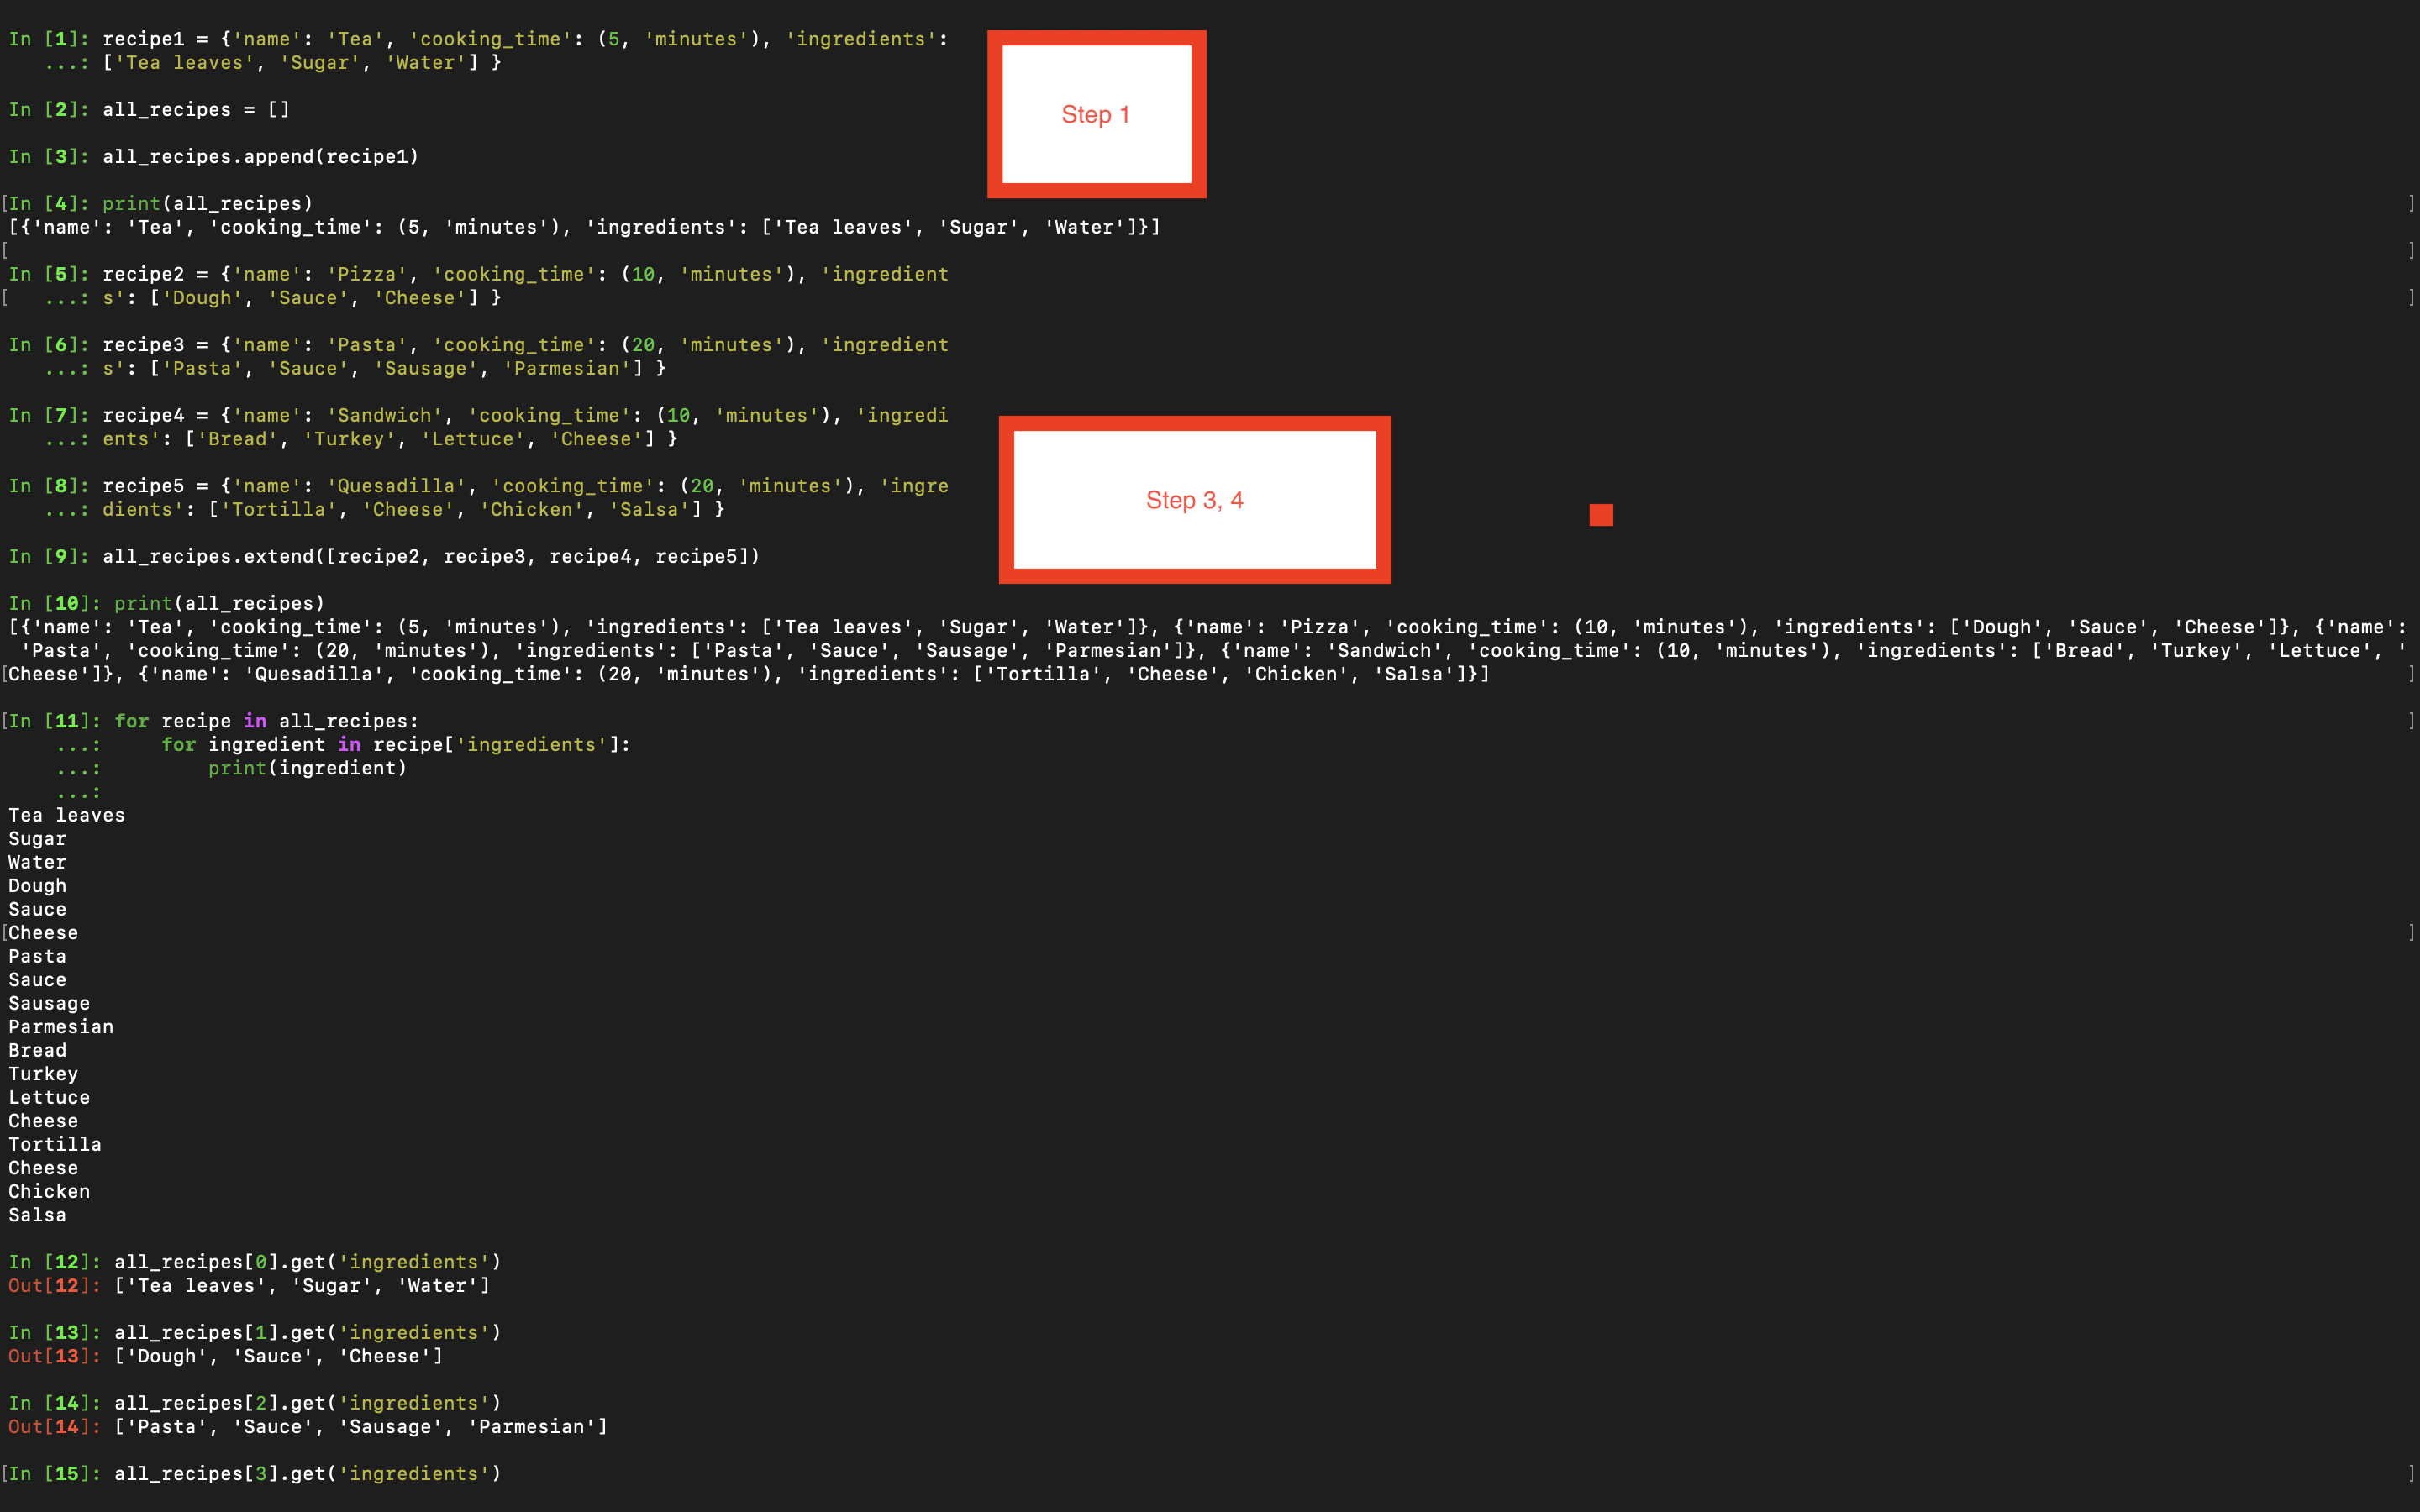 In [1]: recipe1 = {'name': 'Tea', 'cooking_time': (5, 'minutes'), 'ingredients':
   ...: ['Tea leaves', 'Sugar', 'Water'] }
Step 1
In [2]: all_recipes = []
In [3]: all_recipes.append(recipe1)
[In [4]: print(all_recipes) ]
[{'name': 'Tea', 'cooking_time': (5, 'minutes'), 'ingredients': ['Tea leaves', 'Sugar', 'Water']}]
[ ]
In [5]: recipe2 = {'name': 'Pizza', 'cooking_time': (10, 'minutes'), 'ingredient
[   ...: s': ['Dough', 'Sauce', 'Cheese'] } ]
In [6]: recipe3 = {'name': 'Pasta', 'cooking_time': (20, 'minutes'), 'ingredient
   ...: s': ['Pasta', 'Sauce', 'Sausage', 'Parmesian'] }
In [7]: recipe4 = {'name': 'Sandwich', 'cooking_time': (10, 'minutes'), 'ingredi
   ...: ents': ['Bread', 'Turkey', 'Lettuce', 'Cheese'] }
In [8]: recipe5 = {'name': 'Quesadilla', 'cooking_time': (20, 'minutes'), 'ingre
   ...: dients': ['Tortilla', 'Cheese', 'Chicken', 'Salsa'] }
Step 3, 4
In [9]: all_recipes.extend([recipe2, recipe3, recipe4, recipe5])
In [10]: print(all_recipes)
[{'name': 'Tea', 'cooking_time': (5, 'minutes'), 'ingredients': ['Tea leaves', 'Sugar', 'Water']}, {'name': 'Pizza', 'cooking_time': (10, 'minutes'), 'ingredients': ['Dough', 'Sauce', 'Cheese']}, {'name':
 'Pasta', 'cooking_time': (20, 'minutes'), 'ingredients': ['Pasta', 'Sauce', 'Sausage', 'Parmesian']}, {'name': 'Sandwich', 'cooking_time': (10, 'minutes'), 'ingredients': ['Bread', 'Turkey', 'Lettuce', '
[Cheese']}, {'name': 'Quesadilla', 'cooking_time': (20, 'minutes'), 'ingredients': ['Tortilla', 'Cheese', 'Chicken', 'Salsa']}] ]
[In [11]: for recipe in all_recipes: ]
    ...:     for ingredient in recipe['ingredients']:
    ...:         print(ingredient)
    ...:
Tea leaves
Sugar
Water
Dough
Sauce
[Cheese ]
Pasta
Sauce
Sausage
Parmesian
Bread
Turkey
Lettuce
Cheese
Tortilla
Cheese
Chicken
Salsa
In [12]: all_recipes[0].get('ingredients')
Out[12]: ['Tea leaves', 'Sugar', 'Water']
In [13]: all_recipes[1].get('ingredients')
Out[13]: ['Dough', 'Sauce', 'Cheese']
In [14]: all_recipes[2].get('ingredients')
Out[14]: ['Pasta', 'Sauce', 'Sausage', 'Parmesian']
[In [15]: all_recipes[3].get('ingredients') ]